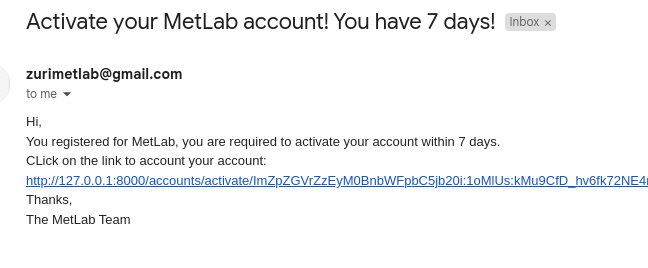 Activate your MetLab account! You have 7 days! Inbox ×
zurimetlab@gmail.com
to me
Hi,
You registered for MetLab, you are required to activate your account within 7 days.
CLick on the link to account your account:
http://127.0.0.1:8000/accounts/activate/ImZpZGVrZzEyM0BnbWFpbC5jb20i:1oMlUs:kMu9CfD_hv6fk72NE4
Thanks,
The MetLab Team